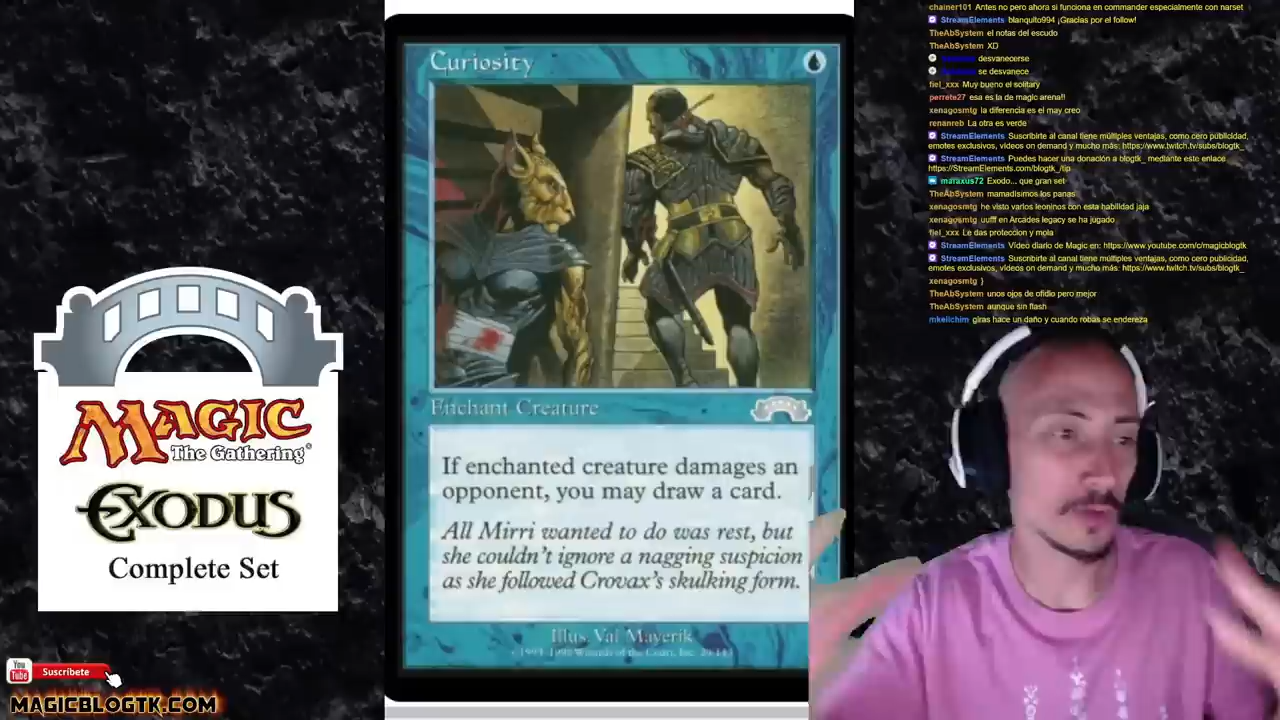 Curiosity
Enchant Creature
If enchanted creature damages an
opponent, you may draw a card.
All Mirri wanted to do was rest, but
she couldn't ignore a nagging suspicion
as she followed Crovax's skulking form.
Illus. Val Mayerik
MAGIC
The Gathering®
EXODUS
Complete Set
You
Tube
Suscríbete
MAGICBLOGTK.COM
chainer101 Antes no pero ahora si funciona en commander especialmente con narset
StreamElements blanquito994 ¡Gracias por el follow!
TheAbSystem el notas del escudo
TheAbSystem XD
desvanecerse
se desvanece
fiel_xxx Muy bueno el solitary
perrete27 esa es la de magic arena!!
xenagosmtg la diferencia es el may creo
renanreb La otra es verde
StreamElements Suscribirte al canal tiene múltiples ventajas, como cero publicidad,
emotes exclusivos, vídeos on demand y mucho más: https://www.twitch.tv/subs/blogtk_
StreamElements Puedes hacer una donación a blogtk_ mediante este enlace
https://StreamElements.com/blogtk_/tip
maraxus72 Exodo... que gran set
TheAbSystem mamadisimos los panas
xenagosmtg he visto varios leoninos con esta habilidad jaja
xenagosmtg uufff en Arcades legacy se ha jugado
fiel_xxx Le das proteccion y mola
StreamElements Vídeo diario de Magic en: https://www.youtube.com/c/magicblogtk
StreamElements Suscribirte al canal tiene múltiples ventajas, como cero publicidad,
emotes exclusivos, vídeos on demand y mucho más: https://www.twitch.tv/subs/blogtk_
xenagosmtg }
TheAbSystem unos ojos de ofidio pero mejor
TheAbSystem aunque sin flash
mkelichim giras hace un daño y cuando robas se endereza